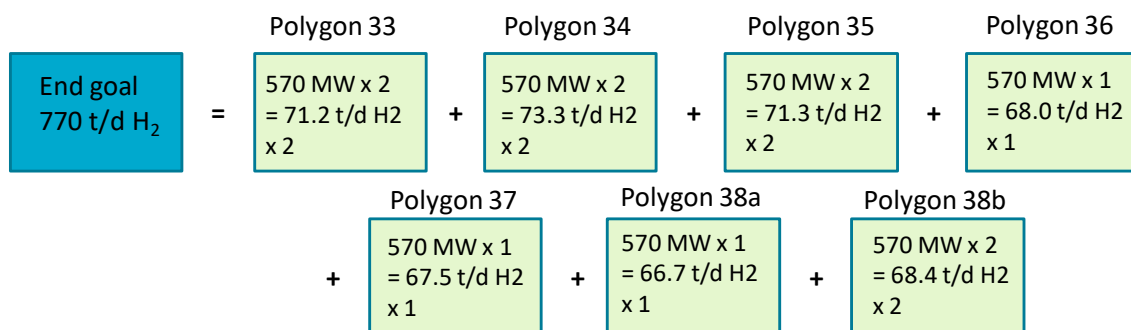 Polygon 33
Polygon 34
Polygon 35
Polygon 36
End goal
770 t/d H₂
=
570 MW x 2
= 71.2 t/d H2
x 2
+
570 MW x 2
= 73.3 t/d H2
x 2
+
570 MW x 2
= 71.3 t/d H2
x 2
+
570 MW x 1
= 68.0 t/d H2
x 1
Polygon 37
Polygon 38a
Polygon 38b
+
570 MW x 1
= 67.5 t/d H2
x 1
+
570 MW x 1
= 66.7 t/d H2
x 1
+
570 MW x 2
= 68.4 t/d H2
x 2